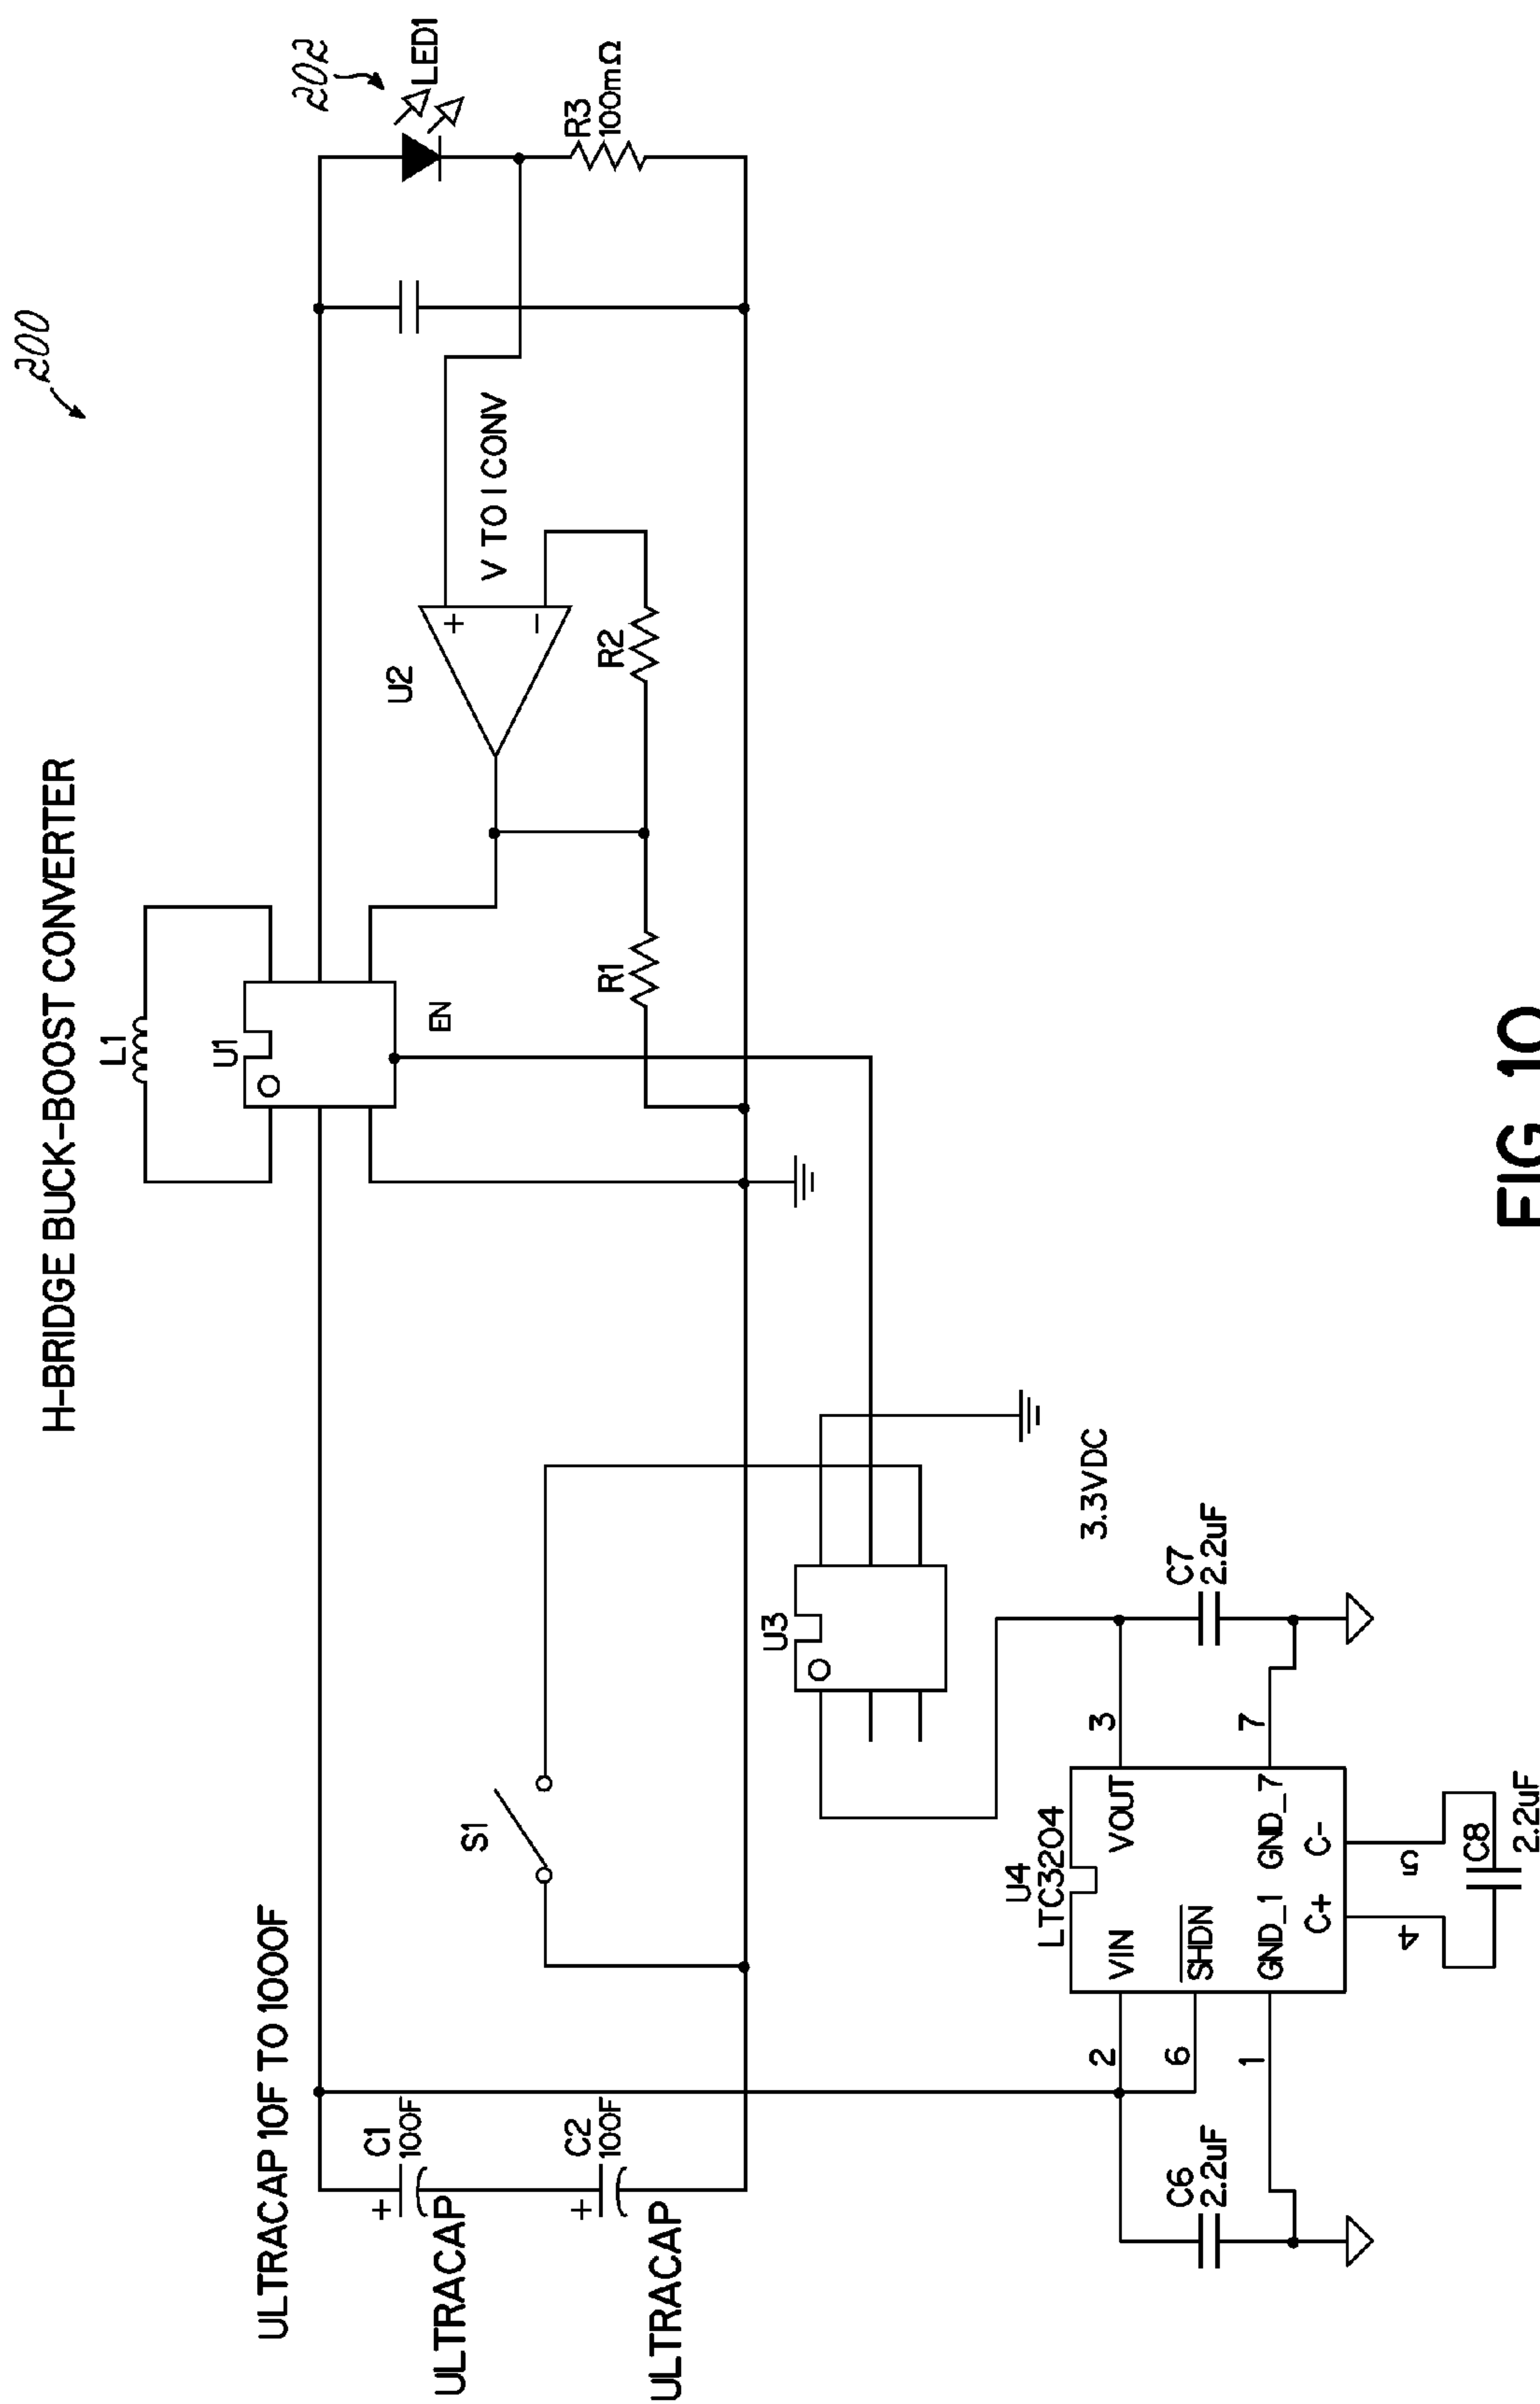 200
H-BRIDGE BUCK-BOOST CONVERTER
L1
U1
ULTRACAP 10F TO 1000F
202
LED1
+
C1
100F
ULTRACAP
+
C2
100F
ULTRACAP
S1
EN
U2
+
-
V TO I CONV
R1
R2
R3
100mΩ
U3
3.3VDC
U4
LTC3204
VIN
VOUT
SHDN
GND_1
GND_7
C+
C-
2
6
1
3
7
4
5
C6
2.2uF
C7
2.2uF
C8
2.2uF
FIG. 10